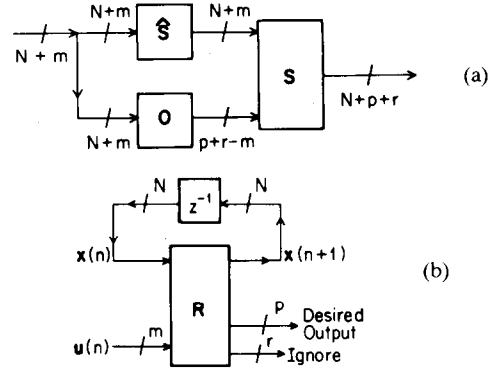 N+m
Ŝ
N+m
N + m
S
(a)
O
N+p+r
N+m
p+r-m
N
z⁻¹
N
x(n)
x(n+1)
(b)
R
p
Desired
Output
u(n)
m
r
Ignore